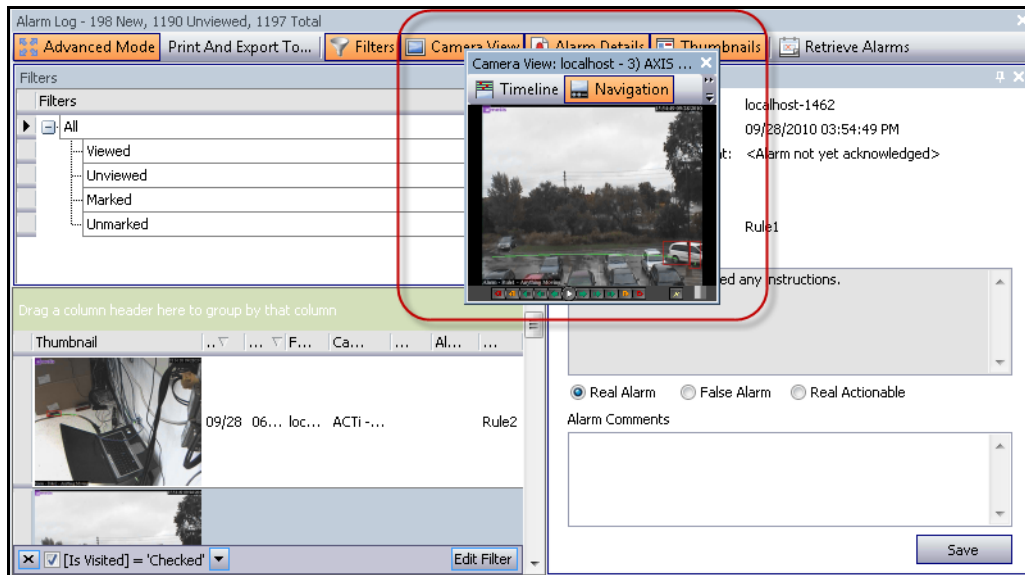 Alarm Log - 198 New, 1190 Unviewed, 1197 Total
Advanced Mode Print And Export To... Filters Camera View Alarm Details Thumbnails Retrieve Alarms
Camera View: localhost - 3) AXIS ...
Timeline Navigation
Filters
Filters
All
Viewed
Unviewed
Marked
Unmarked
localhost-1462
09/28/2010 03:54:49 PM
<Alarm not yet acknowledged>
Rule1
Alarm - Rule1 - Anything Moving
any instructions.
Drag a column header here to group by that column
Thumbnail .. ... F... Ca... ... Al... ...
09/28 06... loc... ACTi -... Rule2
Real Alarm False Alarm Real Actionable
Alarm Comments
[Is Visited] = 'Checked' Edit Filter
Save